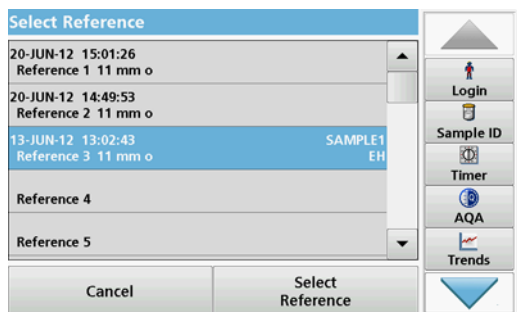 Select Reference
20-JUN-12 15:01:26
Reference 1 11 mm o
20-JUN-12 14:49:53
Reference 2 11 mm o
13-JUN-12 13:02:43 SAMPLE1
Reference 3 11 mm o EH
Reference 4
Reference 5
Cancel
Select
Reference
Login
Sample ID
Timer
AQA
Trends